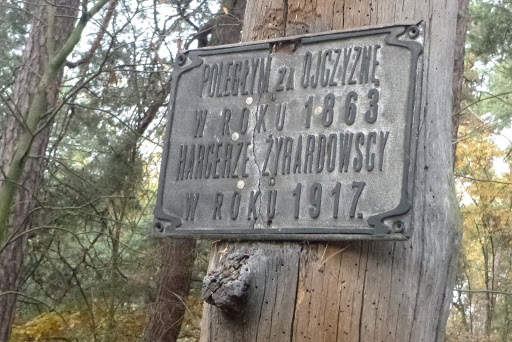 POLEGŁYM za OJCZYZNĘ
W ROKU 1863
HARCERZE ŻYRARDOWSCY
W ROKU 1917.